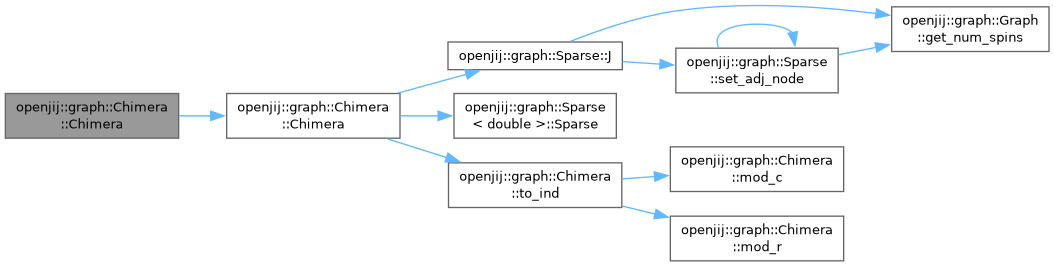 openjij::graph::Chimera
::Chimera
openjij::graph::Chimera
::Chimera
openjij::graph::Sparse::J
openjij::graph::Graph
::get_num_spins
openjij::graph::Sparse
::set_adj_node
openjij::graph::Sparse
< double >::Sparse
openjij::graph::Chimera
::to_ind
openjij::graph::Chimera
::mod_c
openjij::graph::Chimera
::mod_r